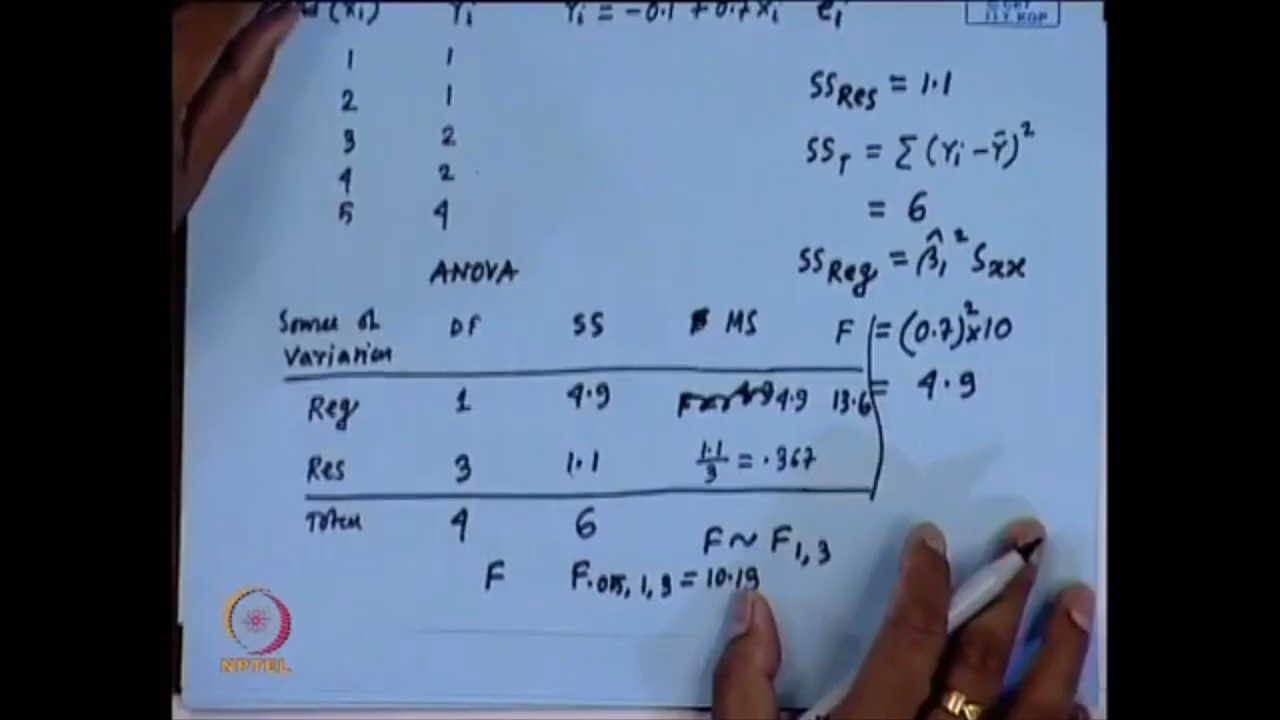 (xi) Yi Ŷi = -0.1 + 0.7xi ei
1 1
2 1
3 2
4 2
5 4
SSRes = 1.1
SST = Σ (Yi - Ȳ)²
= 6
SSReg = β̂1² Sxx
= (0.7)² × 10
= 4.9
ANOVA
Source of Variation DF SS MS F
Reg 1 4.9 4.9 13.6
Res 3 1.1 1.1/3 = .367
Total 4 6
F ~ F1,3
F F.05, 1, 3 = 10.13
NPTEL